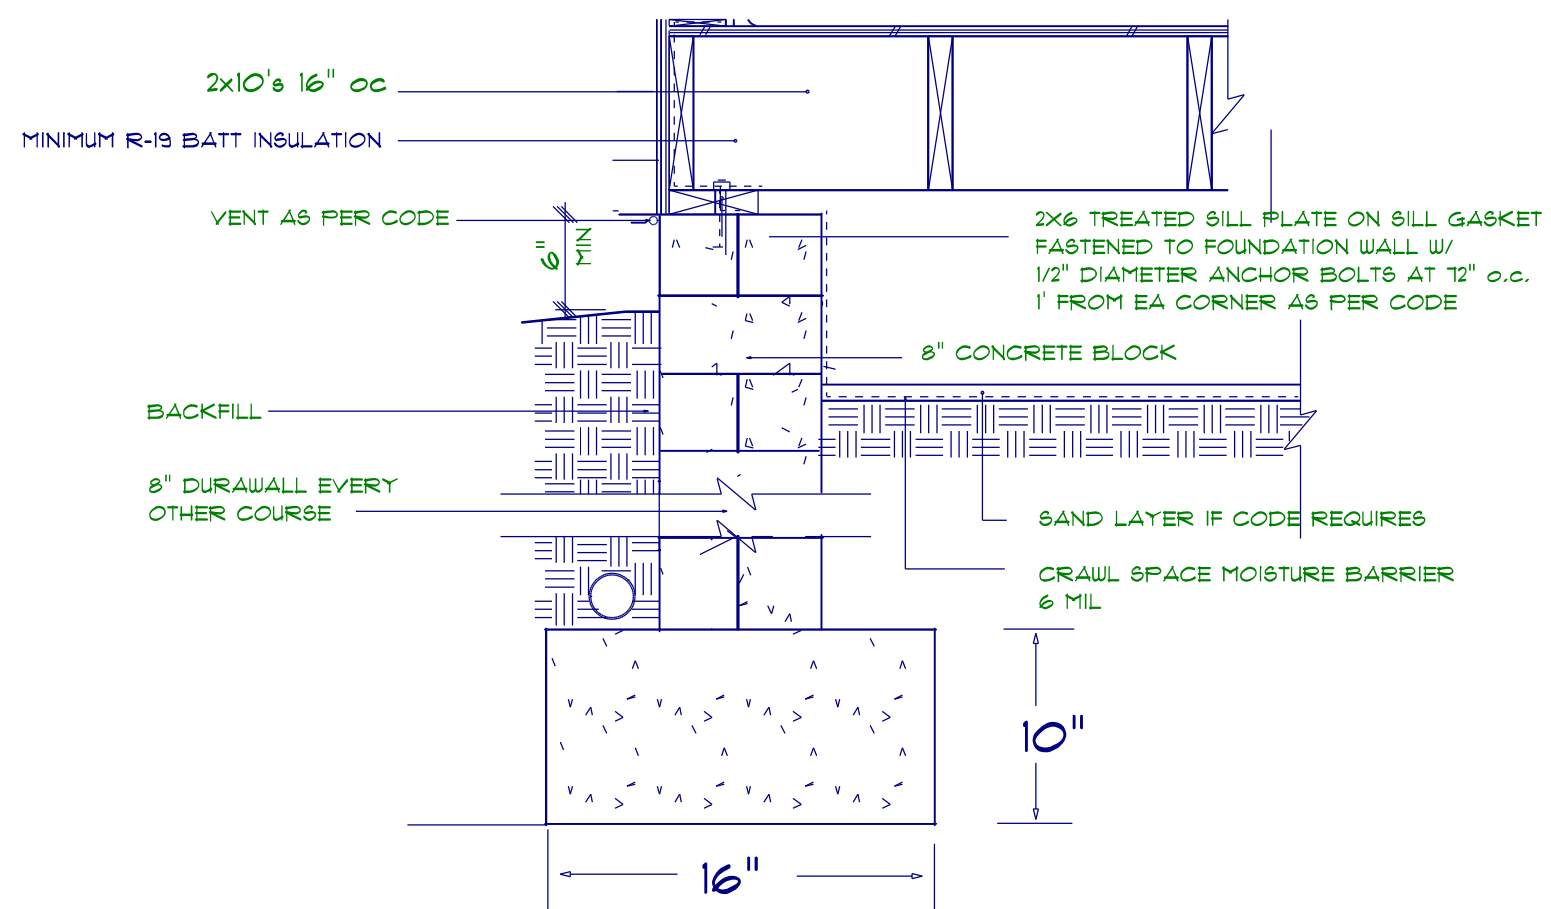 2x10's 16" oc
MINIMUM R-19 BATT INSULATION
VENT AS PER CODE
6" MIN
2X6 TREATED SILL PLATE ON SILL GASKET
FASTENED TO FOUNDATION WALL W/
1/2" DIAMETER ANCHOR BOLTS AT 72" o.c.
1' FROM EA CORNER AS PER CODE
8" CONCRETE BLOCK
BACKFILL
8" DURAWALL EVERY
OTHER COURSE
SAND LAYER IF CODE REQUIRES
CRAWL SPACE MOISTURE BARRIER
6 MIL
10"
16"